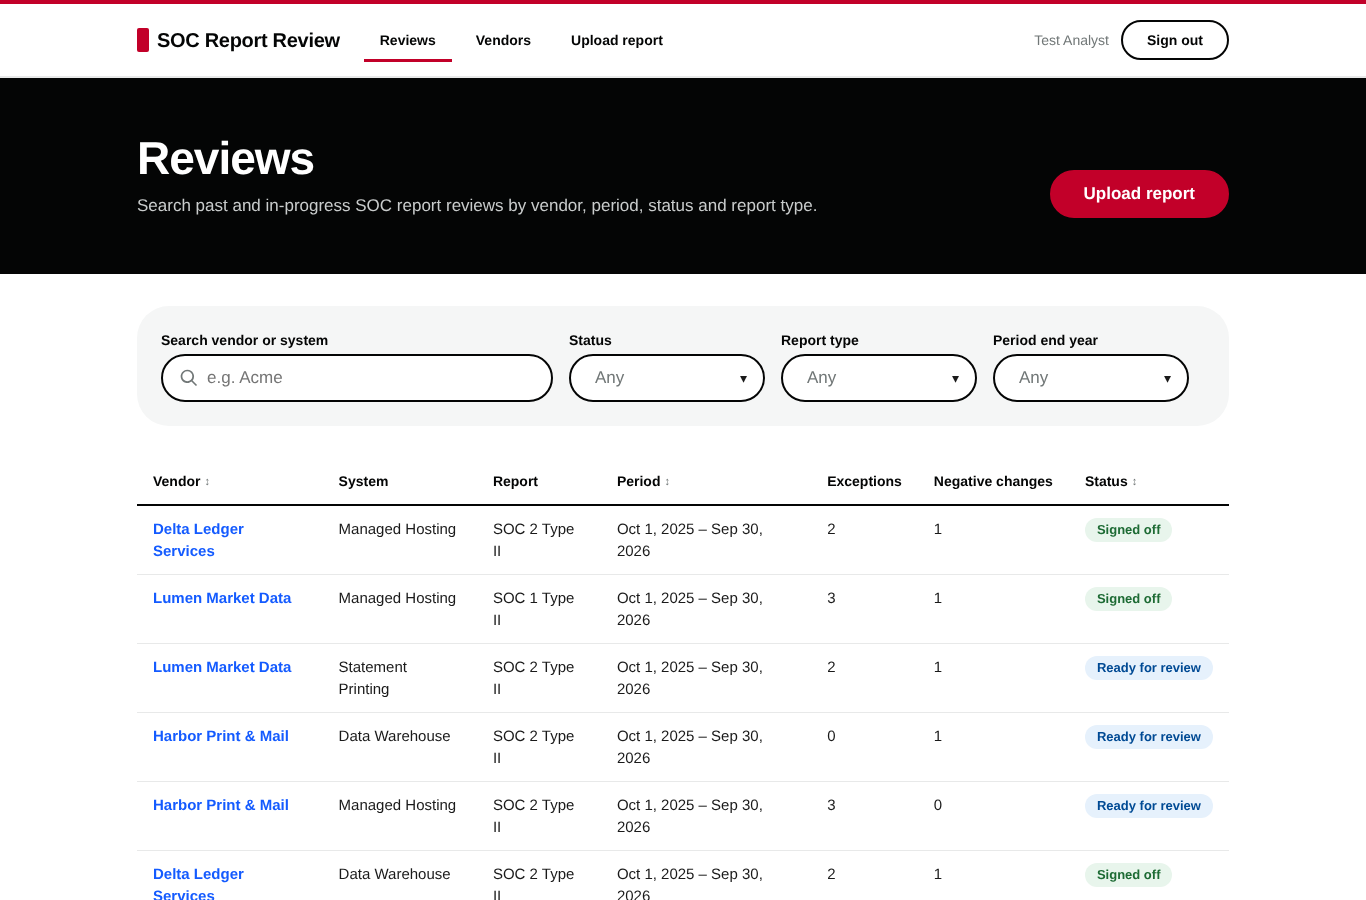 SOC Report Review Reviews Vendors Upload report Test Analyst Sign out
Reviews
Search past and in-progress SOC report reviews by vendor, period, status and report type.
Upload report
Search vendor or system Status Report type Period end year
e.g. Acme Any ▾ Any ▾ Any ▾
Vendor ↕ System Report Period ↕ Exceptions Negative changes Status ↕
Delta Ledger Managed Hosting SOC 2 Type Oct 1, 2025 – Sep 30, 2 1 Signed off
Services II 2026
Lumen Market Data Managed Hosting SOC 1 Type Oct 1, 2025 – Sep 30, 3 1 Signed off
II 2026
Lumen Market Data Statement SOC 2 Type Oct 1, 2025 – Sep 30, 2 1 Ready for review
Printing II 2026
Harbor Print & Mail Data Warehouse SOC 2 Type Oct 1, 2025 – Sep 30, 0 1 Ready for review
II 2026
Harbor Print & Mail Managed Hosting SOC 2 Type Oct 1, 2025 – Sep 30, 3 0 Ready for review
II 2026
Delta Ledger Data Warehouse SOC 2 Type Oct 1, 2025 – Sep 30, 2 1 Signed off
Services II 2026